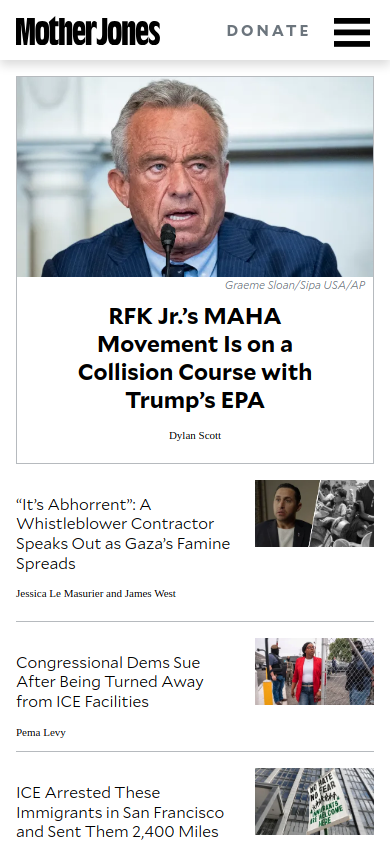 Mother Jones
DONATE
Graeme Sloan/Sipa USA/AP
RFK Jr.’s MAHA
Movement Is on a
Collision Course with
Trump’s EPA
Dylan Scott
“It’s Abhorrent”: A
Whistleblower Contractor
Speaks Out as Gaza’s Famine
Spreads
Jessica Le Masurier and James West
Congressional Dems Sue
After Being Turned Away
from ICE Facilities
Pema Levy
ICE Arrested These
Immigrants in San Francisco
and Sent Them 2,400 Miles
NO HATE
NO FEAR
IMMIGRANTS
ARE WELCOME
HERE